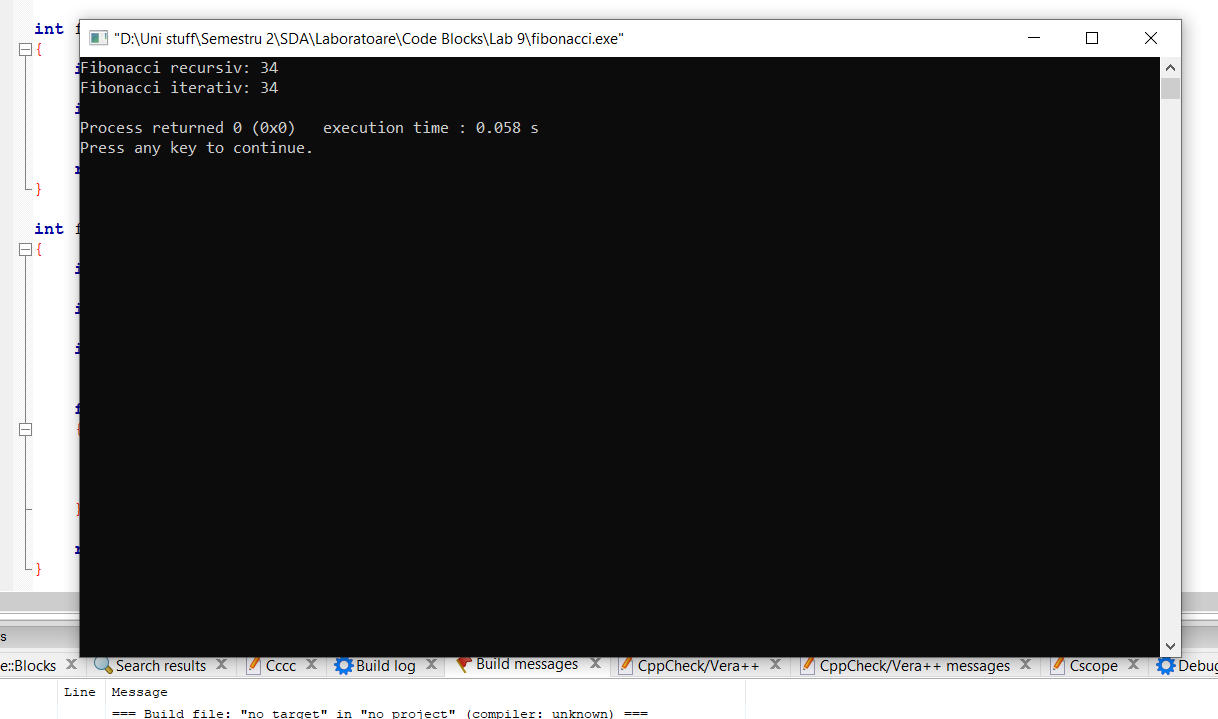 int
"D:\Uni stuff\Semestru 2\SDA\Laboratoare\Code Blocks\Lab 9\fibonacci.exe"
{
Fibonacci recursiv: 34
Fibonacci iterativ: 34
Process returned 0 (0x0)   execution time : 0.058 s
Press any key to continue.
}
int
{
{
}
}
s
e::Blocks X Search results X Cccc X Build log X Build messages X CppCheck/Vera++ X CppCheck/Vera++ messages X Cscope X Debug
Line Message
=== Build file: "no target" in "no project" (compiler: unknown) ===